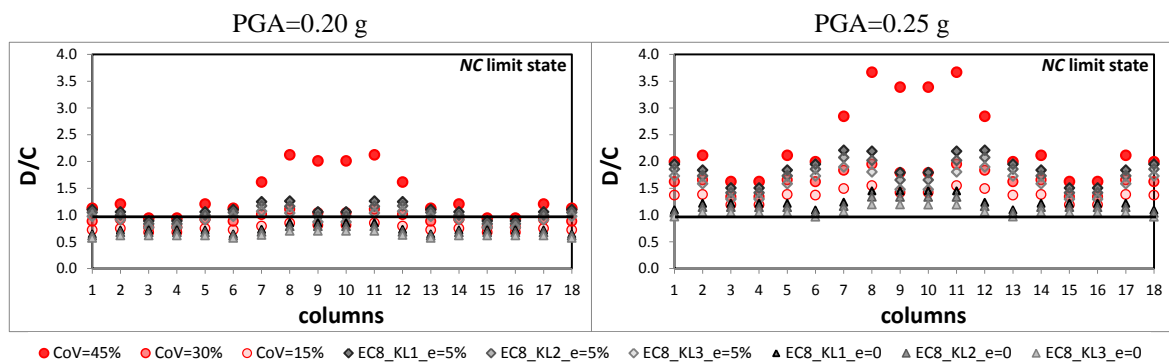 PGA=0.20 g
PGA=0.25 g
D/C
4.0
3.5
3.0
2.5
2.0
1.5
1.0
0.5
0.0
NC limit state
1 2 3 4 5 6 7 8 9 10 11 12 13 14 15 16 17 18
columns
D/C
4.0
3.5
3.0
2.5
2.0
1.5
1.0
0.5
0.0
NC limit state
1 2 3 4 5 6 7 8 9 10 11 12 13 14 15 16 17 18
columns
CoV=45% CoV=30% CoV=15% EC8_KL1_e=5% EC8_KL2_e=5% EC8_KL3_e=5% EC8_KL1_e=0 EC8_KL2_e=0 EC8_KL3_e=0